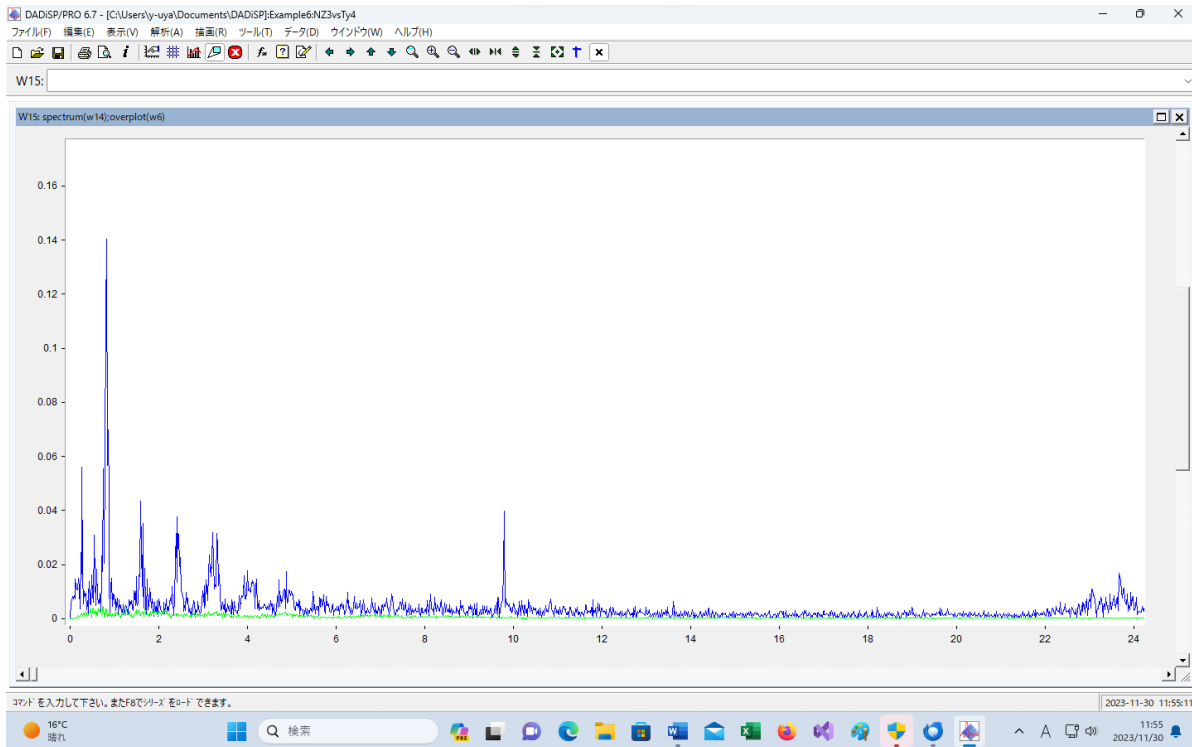 DADiSP/PRO 6.7 - [C:\Users\y-uya\Documents\DADiSP]:Example6:NZ3vsTy4
ファイル(F) 編集(E) 表示(V) 解析(A) 描画(R) ツール(T) データ(D) ウインドウ(W) ヘルプ(H)
W15:
W15: spectrum(w14);overplot(w6)
0.16
0.14
0.12
0.1
0.08
0.06
0.04
0.02
0
0 2 4 6 8 10 12 14 16 18 20 22 24
コマンドを入力して下さい。またF8でシリーズをロードできます。
2023-11-30 11:55:11
16°C
晴れ
検索
PRE
A
11:55
2023/11/30